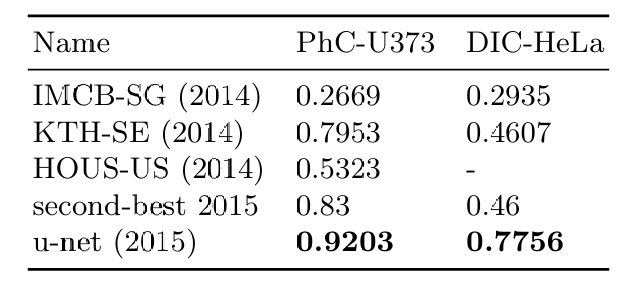 Name PhC-U373 DIC-HeLa
IMCB-SG (2014) 0.2669 0.2935
KTH-SE (2014) 0.7953 0.4607
HOUS-US (2014) 0.5323 -
second-best 2015 0.83 0.46
u-net (2015) 0.9203 0.7756